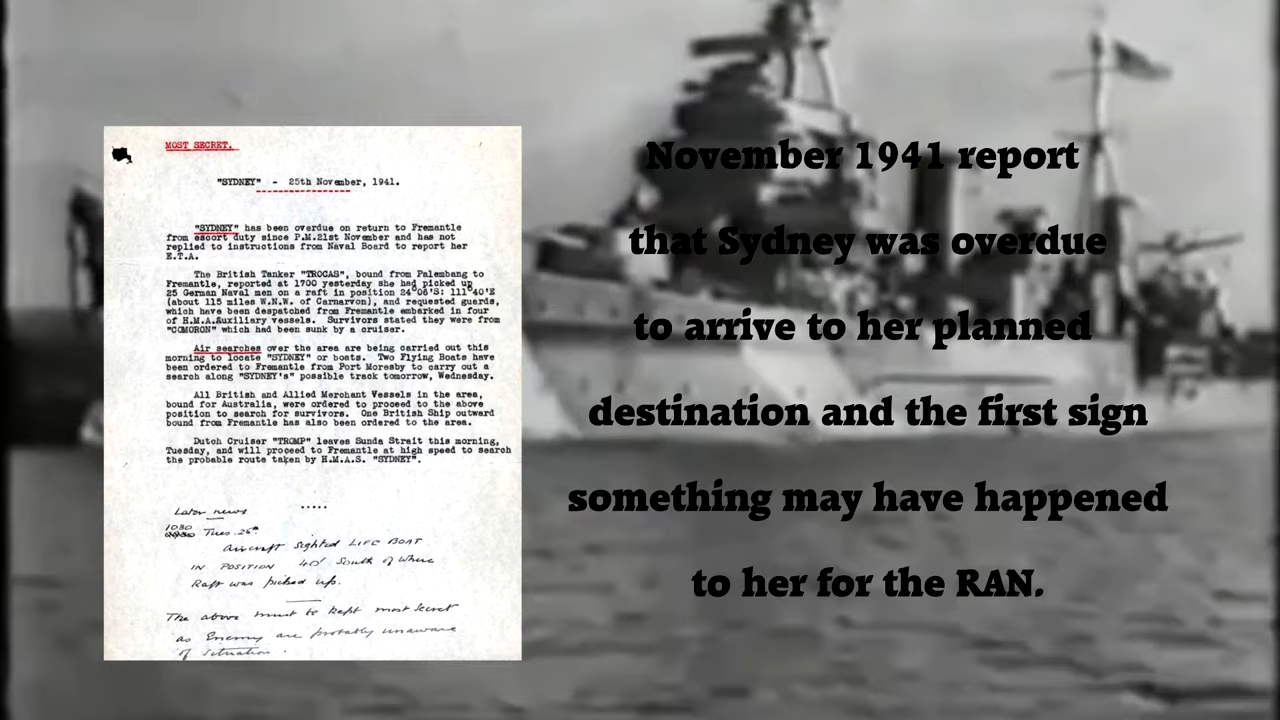 MOST SECRET.
"SYDNEY" - 25th November, 1941.
"SYDNEY" has been overdue on return to Fremantle
from escort duty since P.M.21st November and has not
replied to instructions from Naval Board to report her
E.T.A.
The British Tanker "TROCAS", bound from Palembang to
Fremantle, reported at 1700 yesterday she had picked up
25 German Naval men on a raft in position 24°06'S: 111°40'E
(about 115 miles W.N.W. of Carnarvon), and requested guards,
which have been despatched from Fremantle embarked in four
of H.M.A.Auxiliary vessels. Survivors stated they were from
"COMORON" which had been sunk by a cruiser.
Air searches over the area are being carried out this
morning to locate "SYDNEY" or boats. Two Flying Boats have
been ordered to Fremantle from Port Moresby to carry out a
search along "SYDNEY's" possible track tomorrow, Wednesday.
All British and Allied Merchant Vessels in the area,
bound for Australia, were ordered to proceed to the above
position to search for survivors. One British Ship outward
bound from Fremantle has also been ordered to the area.
Dutch Cruiser "TROMP" leaves Sunda Strait this morning,
Tuesday, and will proceed to Fremantle at high speed to search
the probable route taken by H.M.A.S. "SYDNEY".
.....
Later news
1030
Tues. 25th
Aircraft sighted LIFE BOAT
IN POSITION 40' South of where
Raft was picked up.
The above must be kept most secret
as Enemy are probably unaware
of situation.
November 1941 report
that Sydney was overdue
to arrive to her planned
destination and the first sign
something may have happened
to her for the RAN.